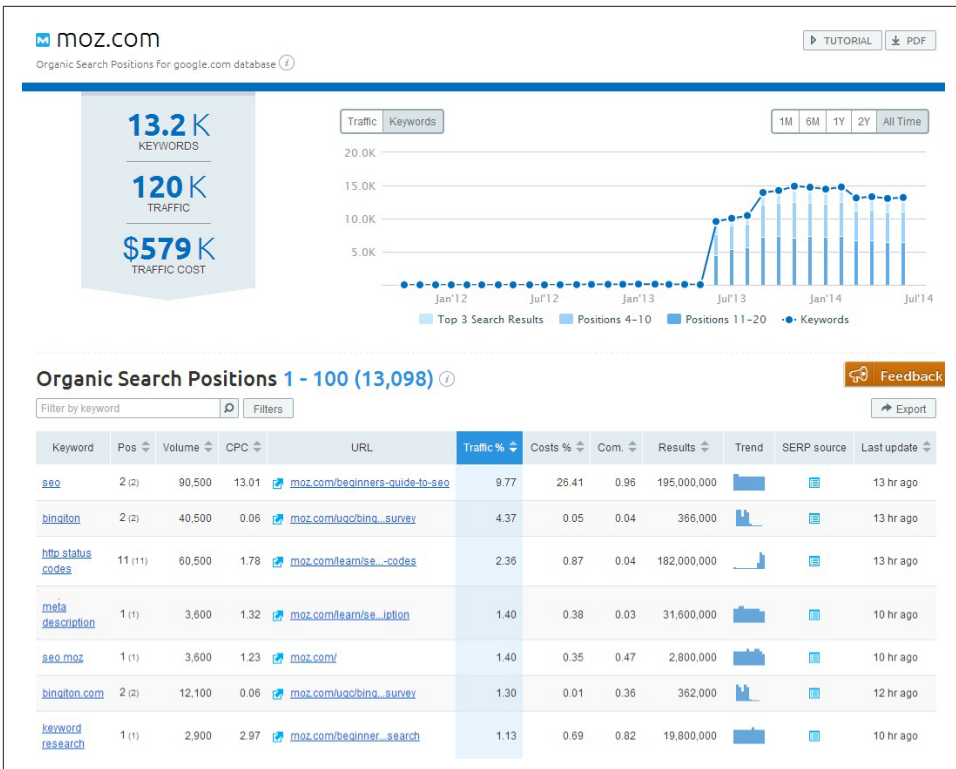 moz.com
TUTORIAL
PDF
Organic Search Positions for google.com database i
13.2 K
KEYWORDS
120 K
TRAFFIC
$579 K
TRAFFIC COST
Traffic Keywords
1M 6M 1Y 2Y All Time
20.0K
15.0K
10.0K
5.0K
Jan'12 Jul'12 Jan'13 Jul'13 Jan'14 Jul'14
Top 3 Search Results Positions 4-10 Positions 11-20 Keywords
Organic Search Positions 1 - 100 (13,098) i
Feedback
Filter by keyword
Filters
Export
Keyword Pos Volume CPC URL Traffic % Costs % Com. Results Trend SERP source Last update
seo 2 (2) 90,500 13.01 moz.com/beginners-guide-to-seo 9.77 26.41 0.96 195,000,000 13 hr ago
bingiton 2 (2) 40,500 0.06 moz.com/ugc/bing...survey 4.37 0.05 0.04 366,000 13 hr ago
http status
codes 11 (11) 60,500 1.78 moz.com/learn/se...-codes 2.36 0.87 0.04 182,000,000 13 hr ago
meta
description 1 (1) 3,600 1.32 moz.com/learn/se...iption 1.40 0.38 0.03 31,600,000 10 hr ago
seo moz 1 (1) 3,600 1.23 moz.com/ 1.40 0.35 0.47 2,800,000 10 hr ago
bingiton.com 2 (2) 12,100 0.06 moz.com/ugc/bing...survey 1.30 0.01 0.36 362,000 12 hr ago
keyword
research 1 (1) 2,900 2.97 moz.com/beginner...search 1.13 0.69 0.82 19,800,000 10 hr ago